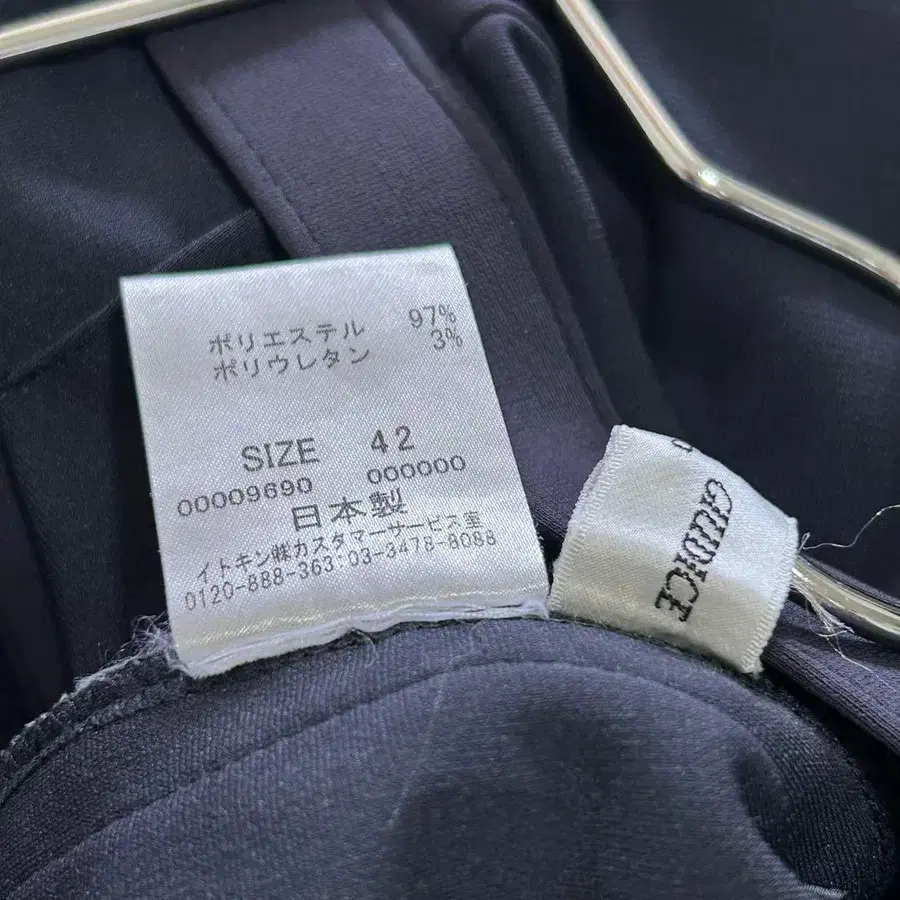 ポリエステル 97%
ポリウレタン 3%
SIZE 42
00009690 000000
日本製
イトキン㈱カスタマーサービス室
0120-888-363:03-3478-8088
GIUDICE